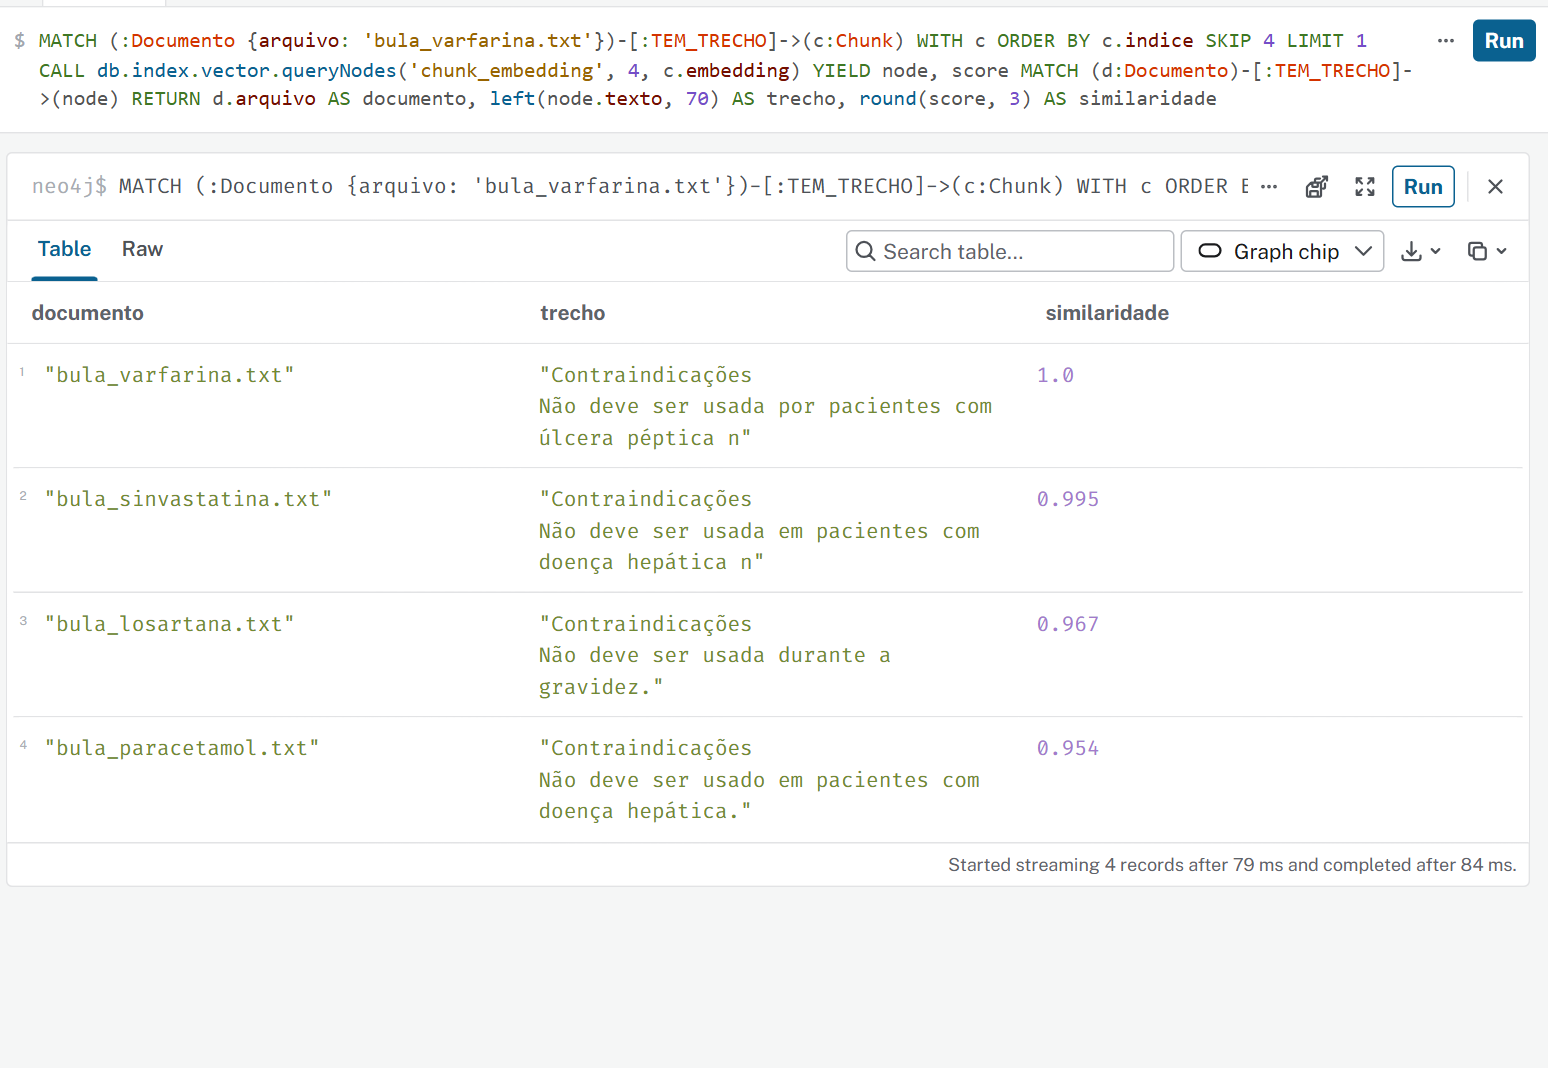 $ MATCH (:Documento {arquivo: 'bula_varfarina.txt'})-[:TEM_TRECHO]->(c:Chunk) WITH c ORDER BY c.indice SKIP 4 LIMIT 1
CALL db.index.vector.queryNodes('chunk_embedding', 4, c.embedding) YIELD node, score MATCH (d:Documento)-[:TEM_TRECHO]-
>(node) RETURN d.arquivo AS documento, left(node.texto, 70) AS trecho, round(score, 3) AS similaridade
Run
neo4j$ MATCH (:Documento {arquivo: 'bula_varfarina.txt'})-[:TEM_TRECHO]->(c:Chunk) WITH c ORDER E ··· Run
Table Raw Search table... Graph chip
documento trecho similaridade
1 "bula_varfarina.txt" "Contraindicações 1.0
Não deve ser usada por pacientes com
úlcera péptica n"
2 "bula_sinvastatina.txt" "Contraindicações 0.995
Não deve ser usada em pacientes com
doença hepática n"
3 "bula_losartana.txt" "Contraindicações 0.967
Não deve ser usada durante a
gravidez."
4 "bula_paracetamol.txt" "Contraindicações 0.954
Não deve ser usado em pacientes com
doença hepática."
Started streaming 4 records after 79 ms and completed after 84 ms.